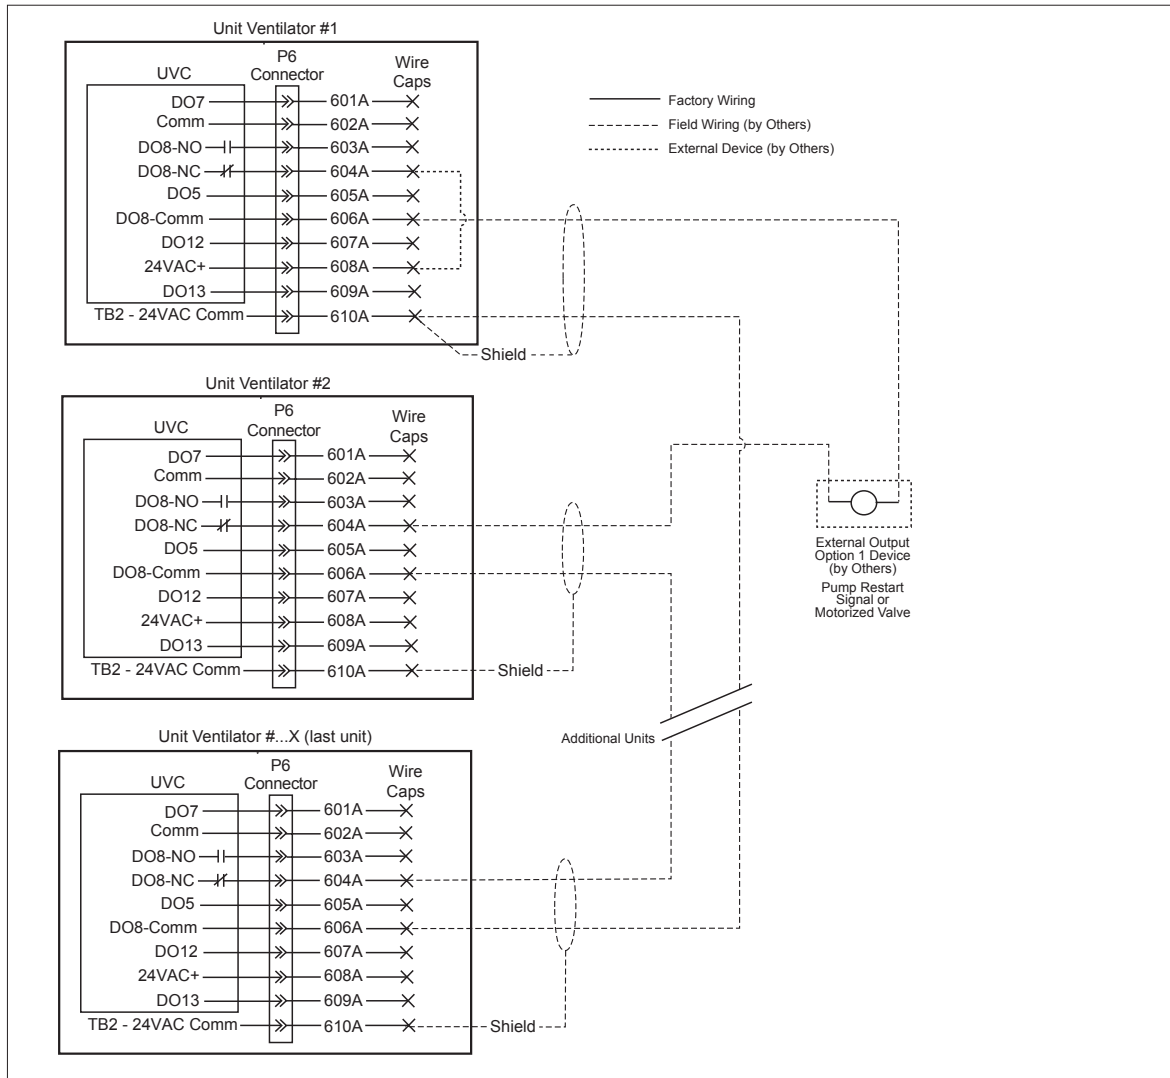 Unit Ventilator #1
P6
Connector
Wire
Caps
UVC
DO7
601A
Comm
602A
DO8-NO
603A
DO8-NC
604A
DO5
605A
DO8-Comm
606A
DO12
607A
24VAC+
608A
DO13
609A
TB2 - 24VAC Comm
610A
Shield
Factory Wiring
Field Wiring (by Others)
External Device (by Others)
Unit Ventilator #2
P6
Connector
Wire
Caps
UVC
DO7
601A
Comm
602A
DO8-NO
603A
DO8-NC
604A
DO5
605A
DO8-Comm
606A
DO12
607A
24VAC+
608A
DO13
609A
TB2 - 24VAC Comm
610A
Shield
External Output
Option 1 Device
(by Others)
Pump Restart
Signal or
Motorized Valve
Additional Units
Unit Ventilator #...X (last unit)
P6
Connector
Wire
Caps
UVC
DO7
601A
Comm
602A
DO8-NO
603A
DO8-NC
604A
DO5
605A
DO8-Comm
606A
DO12
607A
24VAC+
608A
DO13
609A
TB2 - 24VAC Comm
610A
Shield